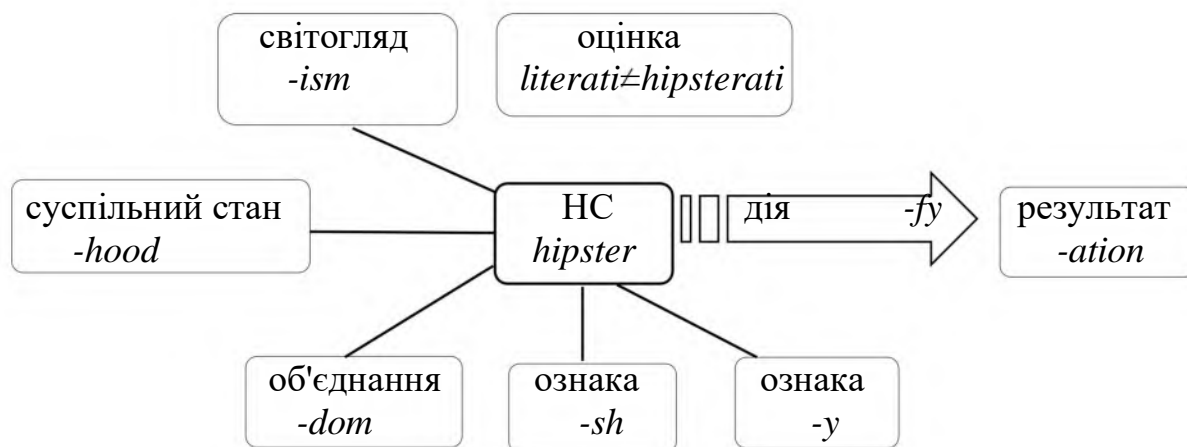 світогляд
-ism
оцінка
literati≠hipsterati
суспільний стан
-hood
НС
hipster
дія -fy
результат
-ation
об'єднання
-dom
ознака
-sh
ознака
-y